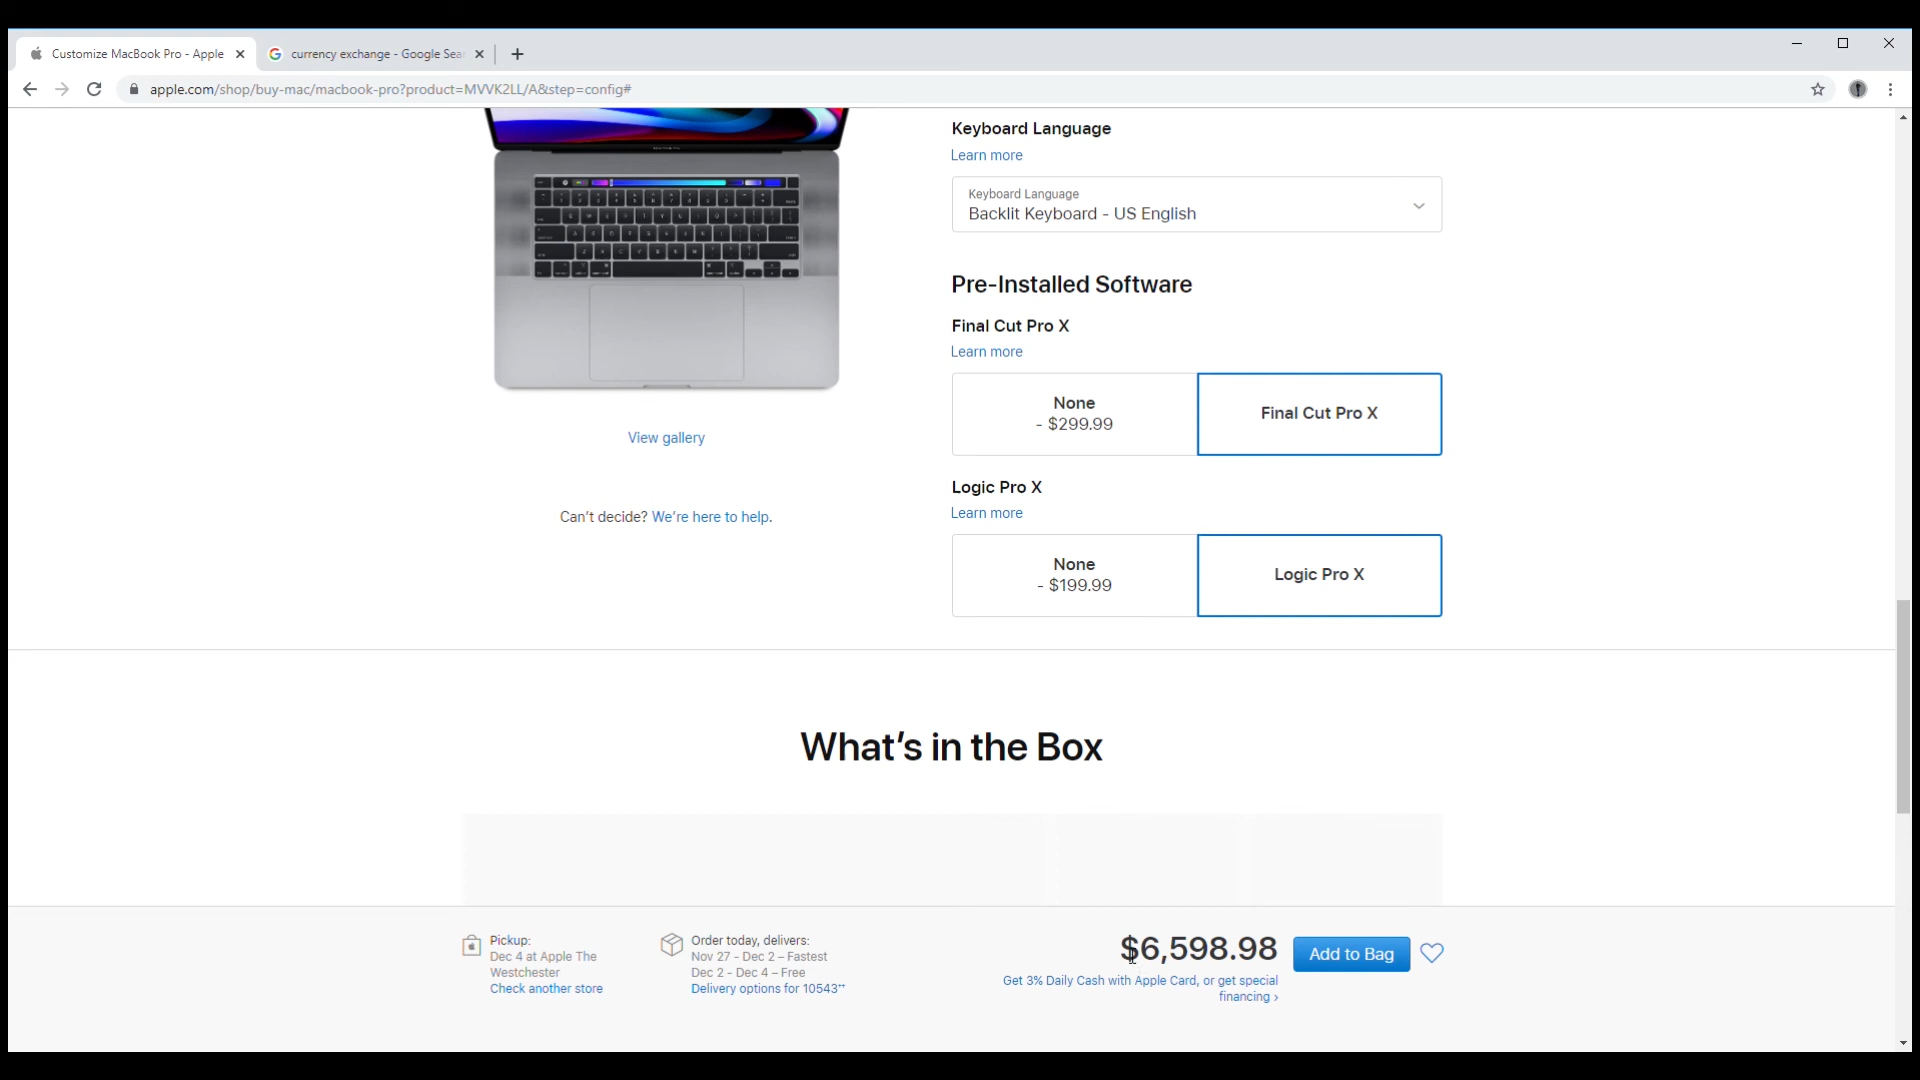 Customize MacBook Pro - Apple
currency exchange - Google Sea
apple.com/shop/buy-mac/macbook-pro?product=MVVK2LL/A&step=config#
Keyboard Language
Learn more
Keyboard Language
Backlit Keyboard - US English
Pre-Installed Software
Final Cut Pro X
Learn more
None
- $299.99
Final Cut Pro X
View gallery
Logic Pro X
Learn more
Can't decide? We're here to help.
None
- $199.99
Logic Pro X
What's in the Box
Pickup:
Dec 4 at Apple The
Westchester
Check another store
Order today, delivers:
Nov 27 - Dec 2 – Fastest
Dec 2 - Dec 4 – Free
Delivery options for 10543††
$6,598.98
Get 3% Daily Cash with Apple Card, or get special
financing ›
Add to Bag